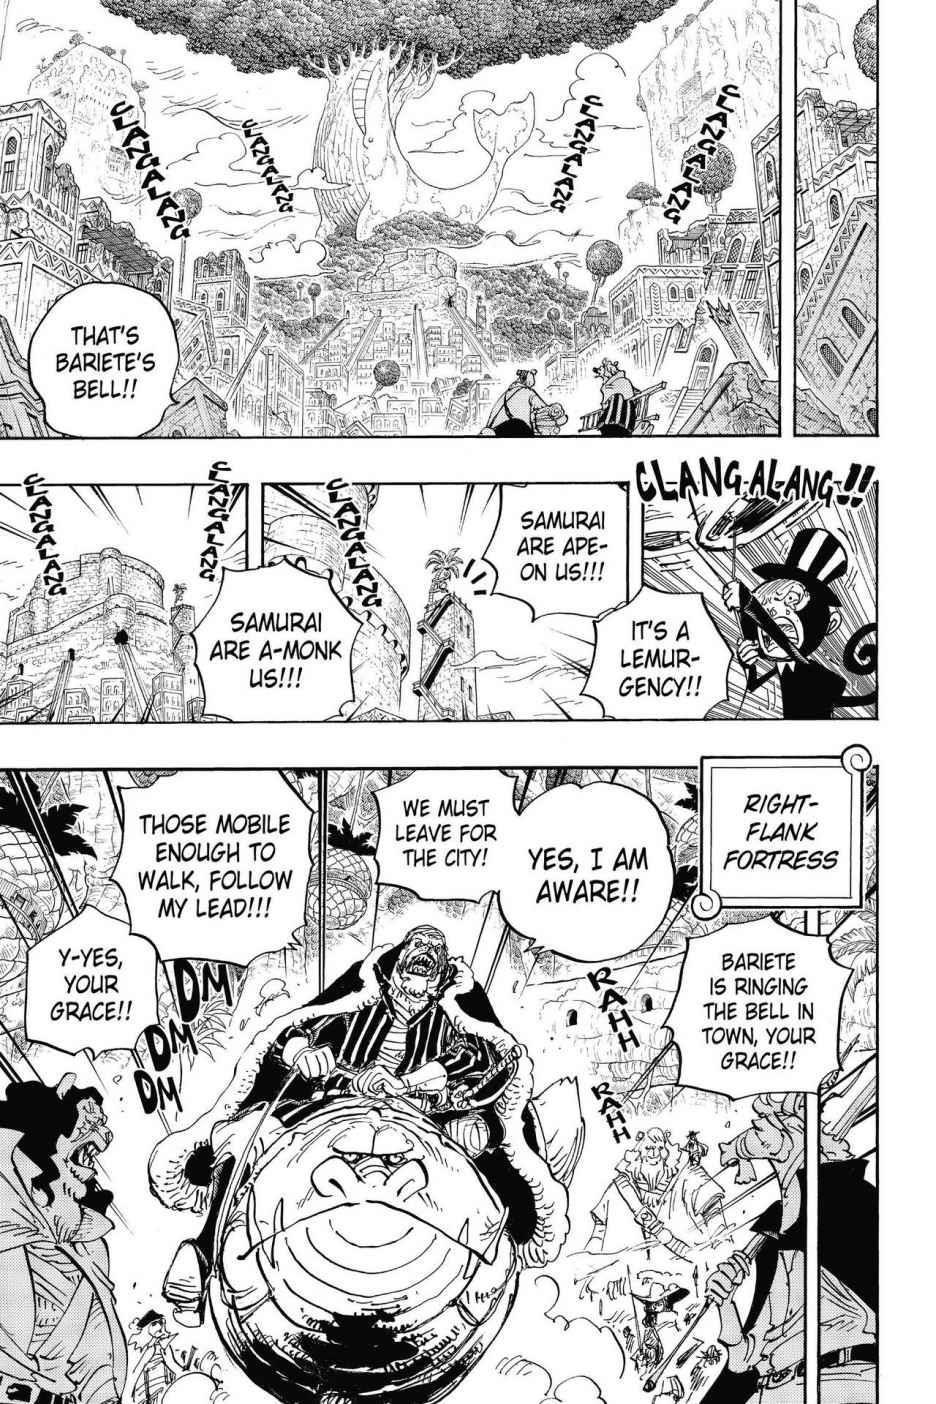 CLANGALANG
CLANGALANG
CLANGALANG
CLANGALANG
THAT'S
BARIETE'S
BELL!!
CLANG-ALANG!!
IT'S A
LEMUR-
GENCY!!
SAMURAI
ARE APE-
ON US!!!
CLANGALANG
SAMURAI
ARE A-MONK
US!!!
CLANGALANG
CLANGALANG
RIGHT-
FLANK
FORTRESS
BARIETE
IS RINGING
THE BELL IN
TOWN, YOUR
GRACE!!
YES, I AM
AWARE!!
WE MUST
LEAVE FOR
THE CITY!
THOSE MOBILE
ENOUGH TO
WALK, FOLLOW
MY LEAD!!!
Y-YES,
YOUR
GRACE!!
RAHH
RAHH
DM
DM
DM